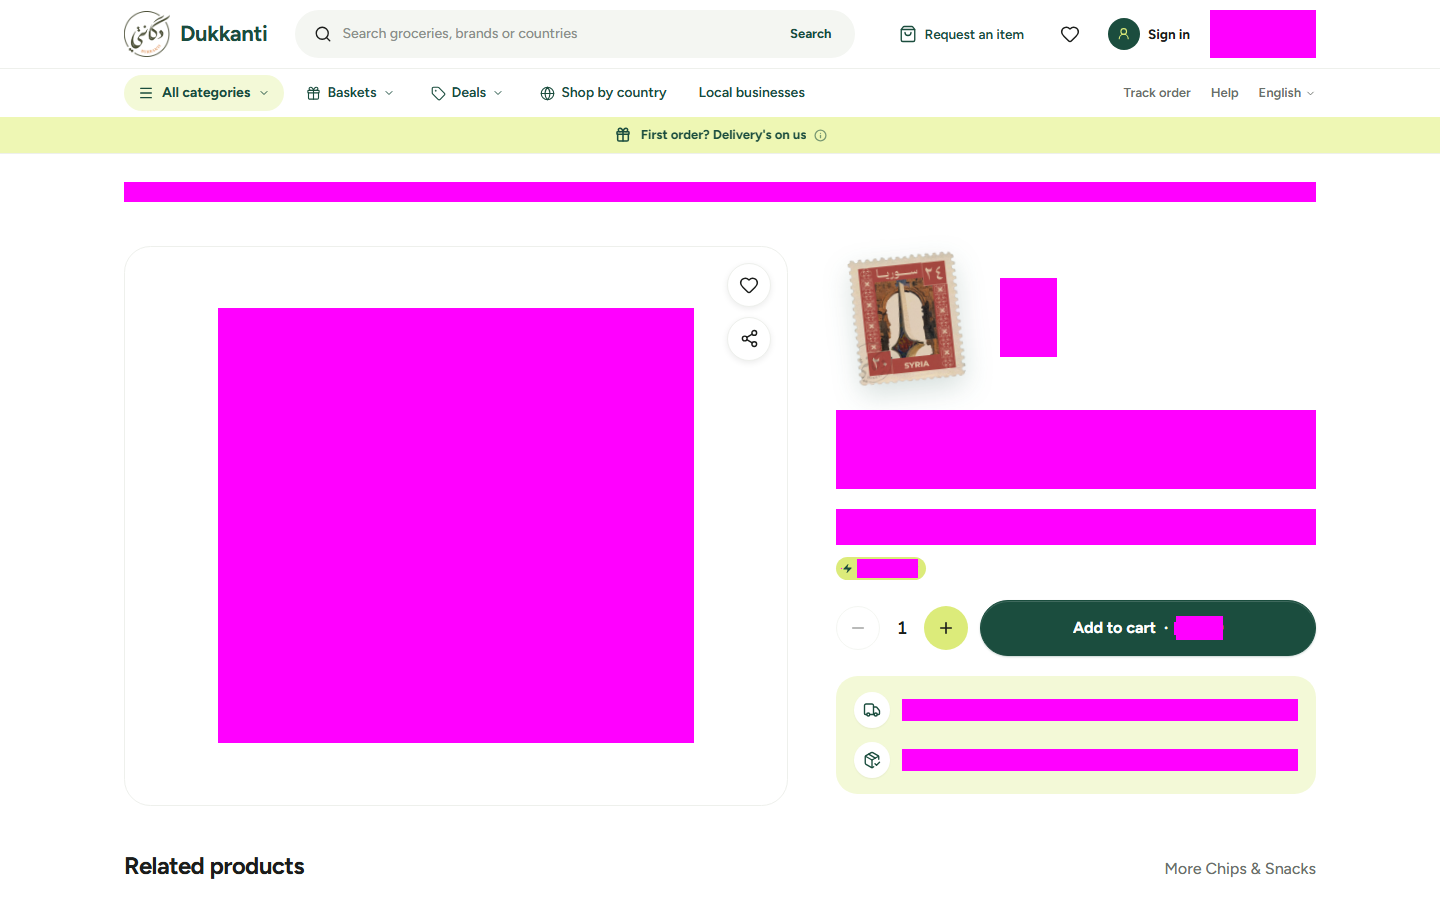 دكانتي
Dukkanti
Search groceries, brands or countries
Search
Request an item
Sign in
All categories
Baskets
Deals
Shop by country
Local businesses
Track order
Help
English
First order? Delivery's on us
سوريا
٢٤
٢٠
SYRIA
1
Add to cart ·
Related products
More Chips & Snacks